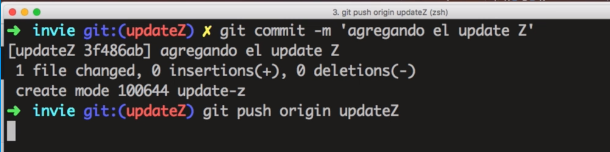 3. git push origin updateZ (zsh)
➜ invie git:(updateZ) ✗ git commit -m 'agregando el update Z'
[updateZ 3f486ab] agregando el update Z
1 file changed, 0 insertions(+), 0 deletions(-)
create mode 100644 update-z
➜ invie git:(updateZ) git push origin updateZ